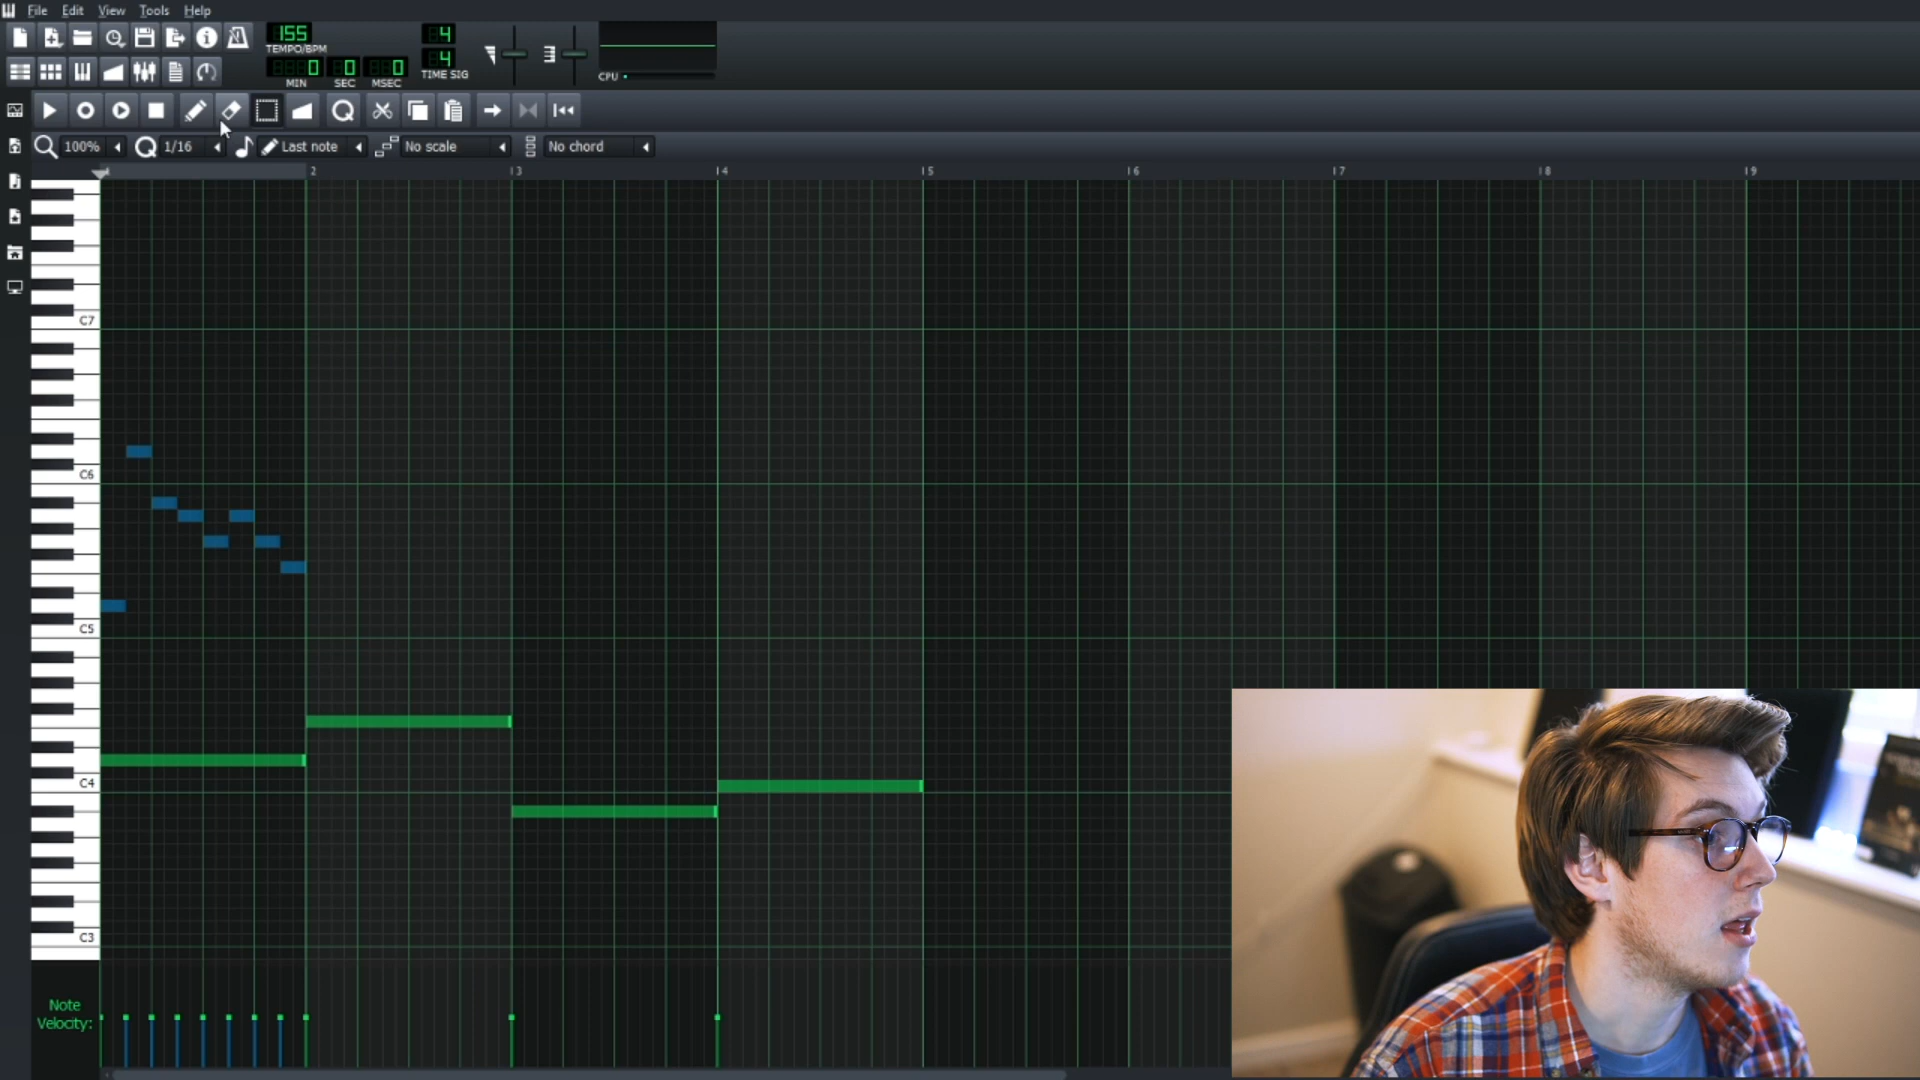 File Edit View Tools Help
155
TEMPO/BPM
0 0 0
MIN SEC MSEC
4
4
TIME SIG
CPU
100% 1/16 Last note No scale No chord
2 3 4 5 6 7 8 9
C7
C6
C5
C4
C3
Note
Velocity: